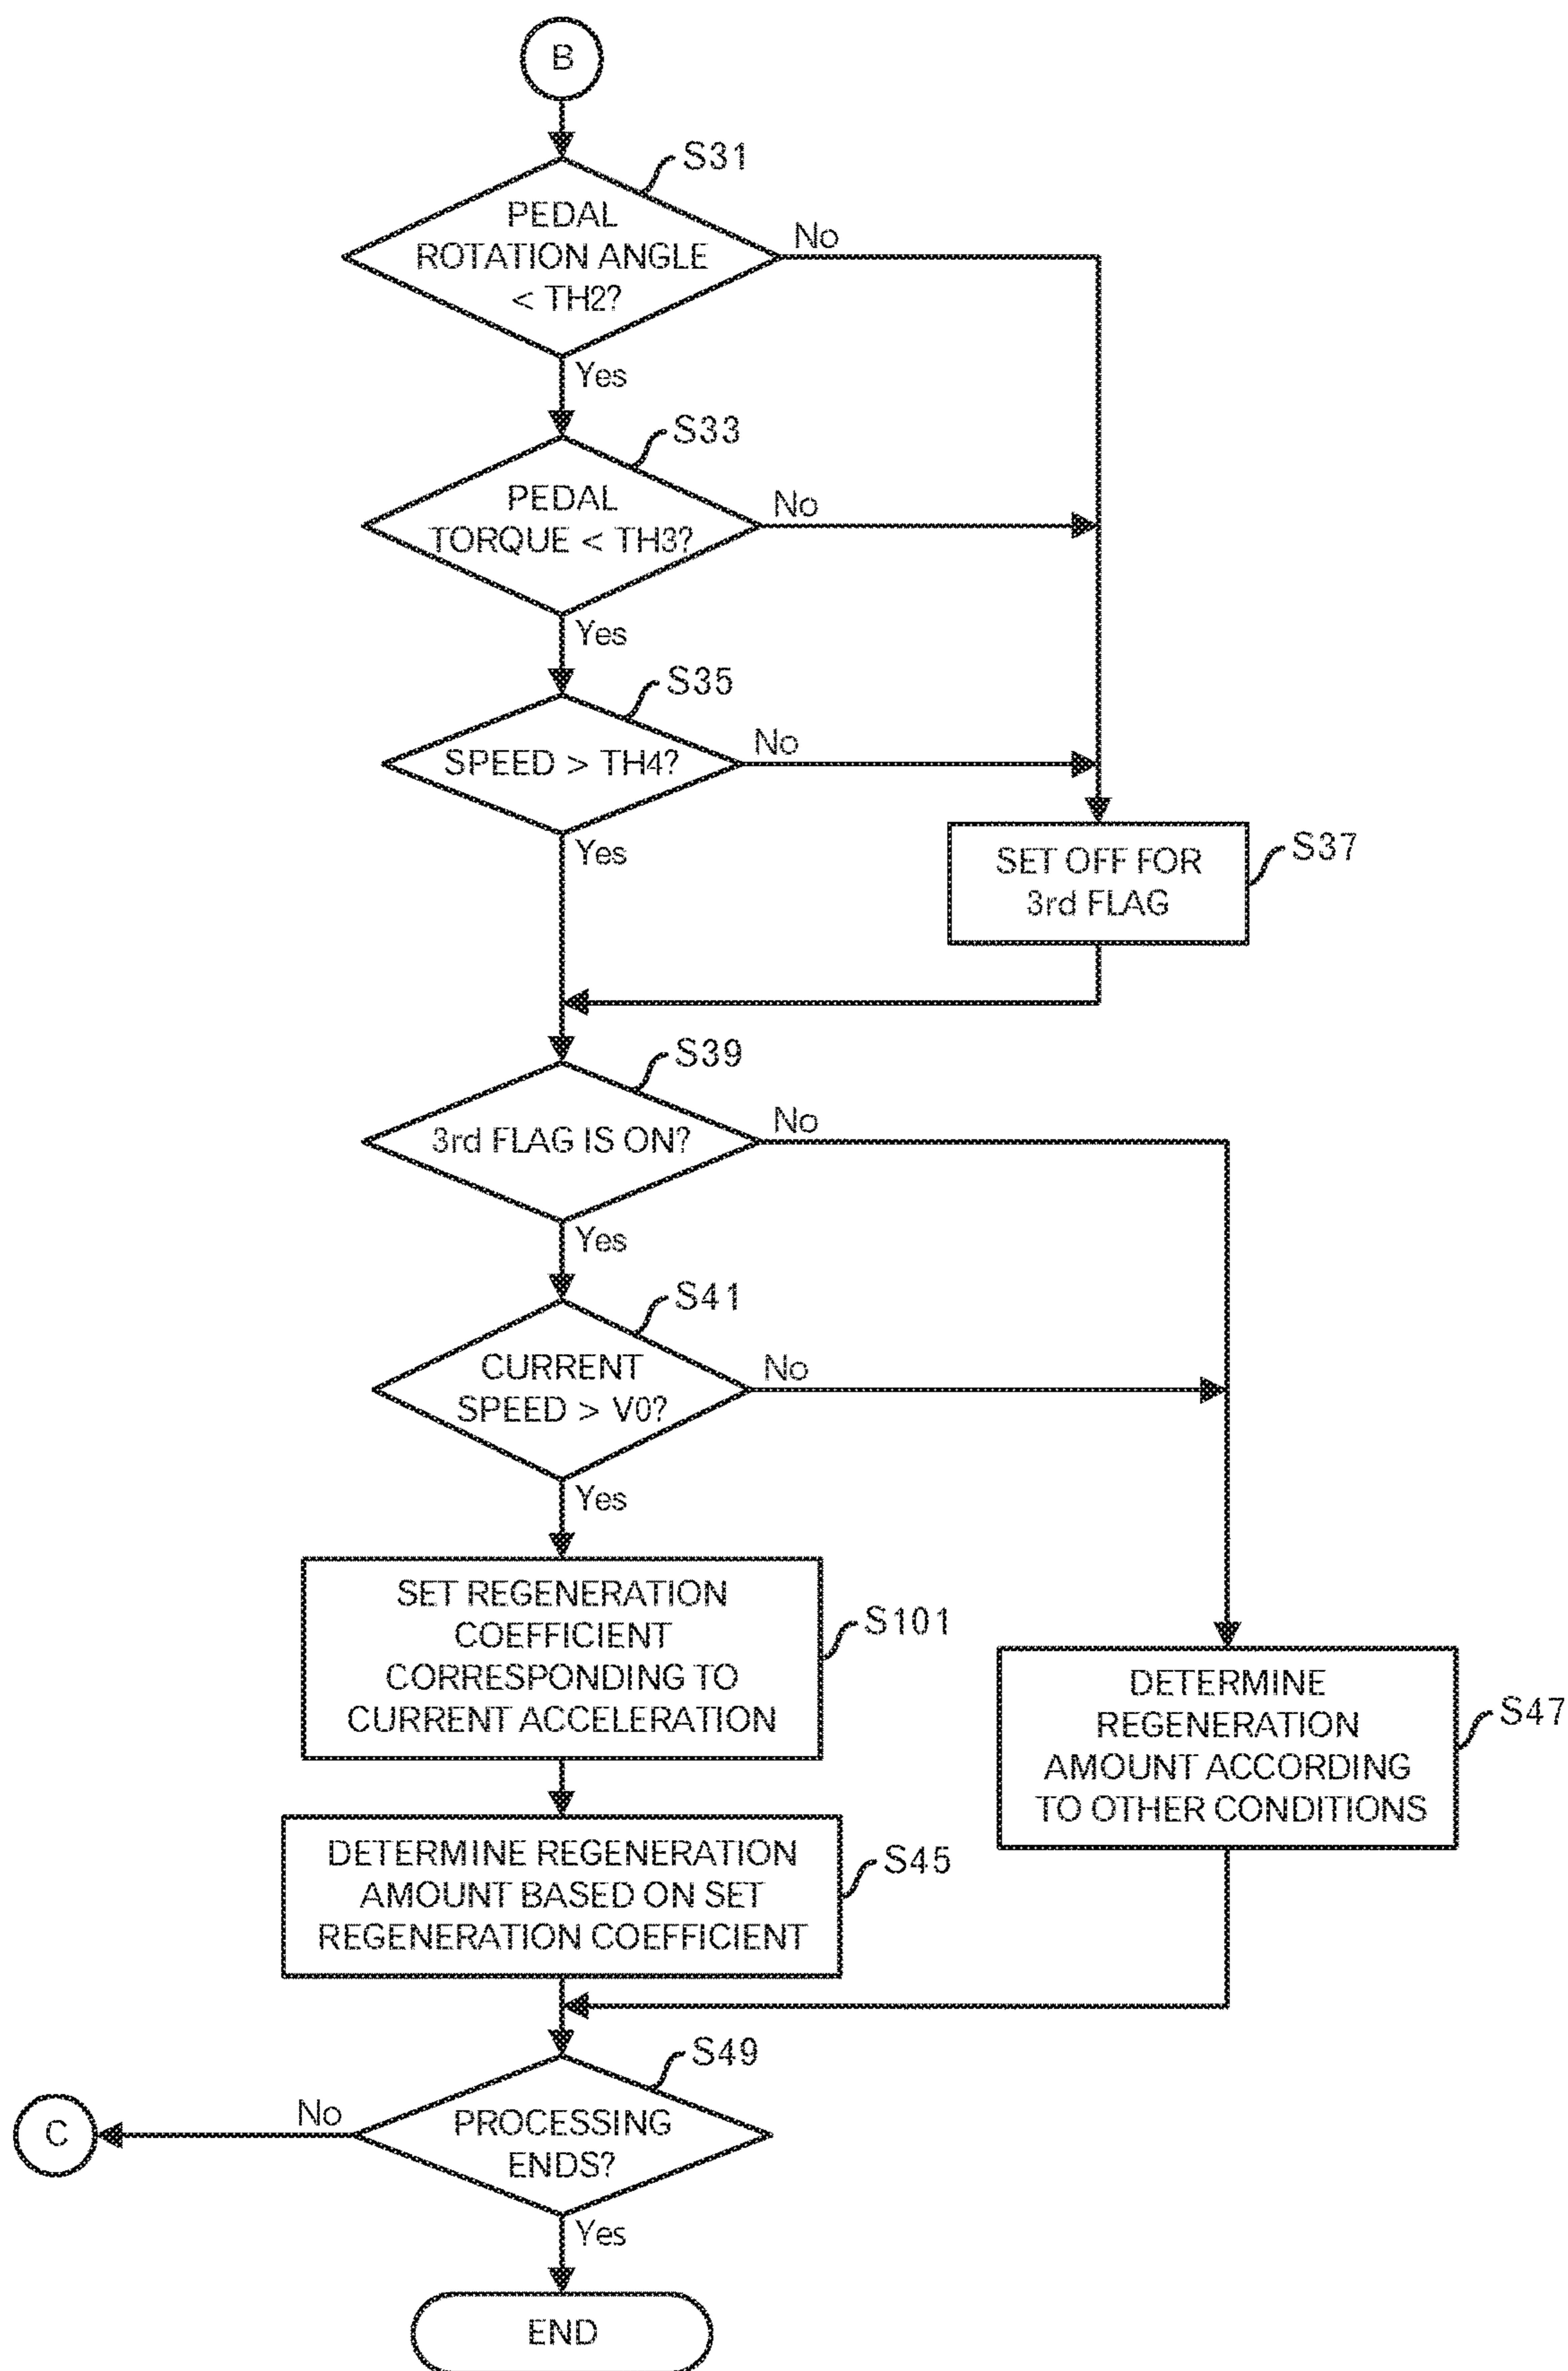 B
S31
PEDAL
ROTATION ANGLE
< TH2?
No
Yes
S33
PEDAL
TORQUE < TH3?
No
Yes
S35
SPEED > TH4?
No
Yes
SET OFF FOR
3rd FLAG
S37
S39
3rd FLAG IS ON?
No
Yes
S41
CURRENT
SPEED > V0?
No
Yes
SET REGENERATION
COEFFICIENT
CORRESPONDING TO
CURRENT ACCELERATION
S101
DETERMINE
REGENERATION
AMOUNT ACCORDING
TO OTHER CONDITIONS
S47
DETERMINE REGENERATION
AMOUNT BASED ON SET
REGENERATION COEFFICIENT
S45
S49
PROCESSING
ENDS?
No
C
Yes
END